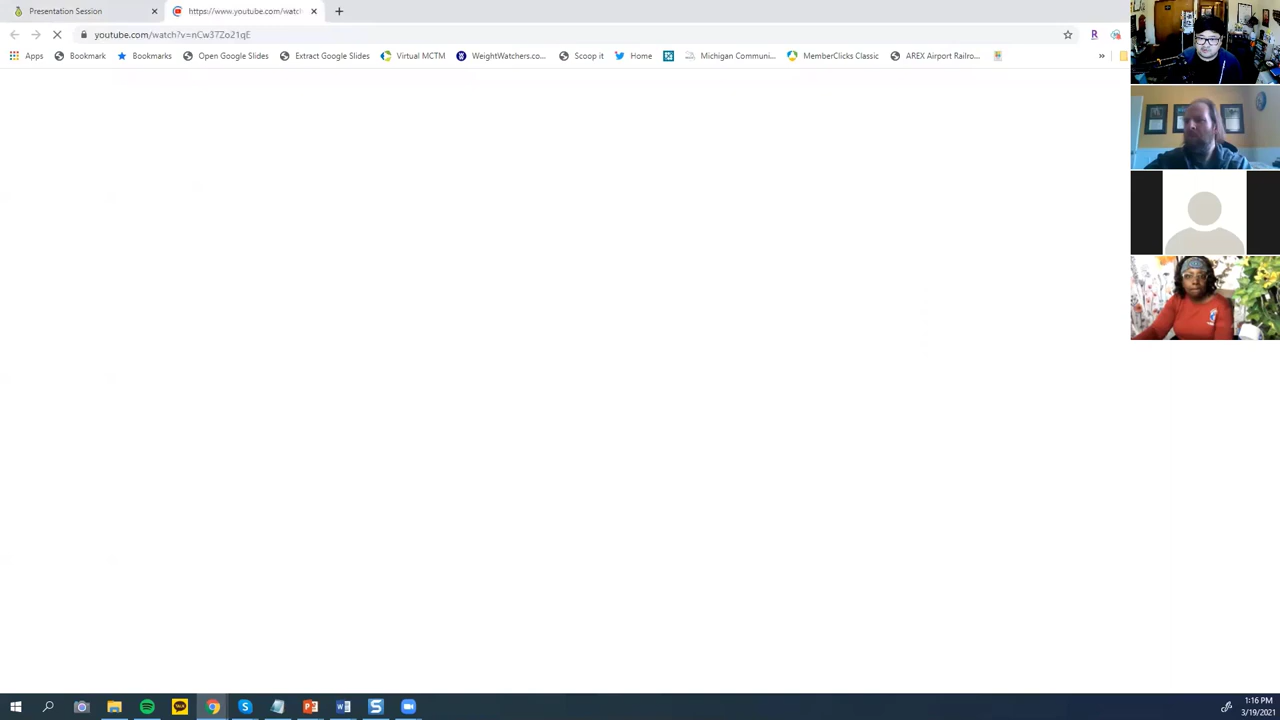 Presentation Session
https://www.youtube.com/watch
youtube.com/watch?v=nCw37Zo21qE
Apps Bookmark Bookmarks Open Google Slides Extract Google Slides Virtual MCTM WeightWatchers.co... Scoop it Home Michigan Communi... MemberClicks Classic AREX Airport Railro... »
R
TALK
S
P
W
S
1:16 PM
3/19/2021